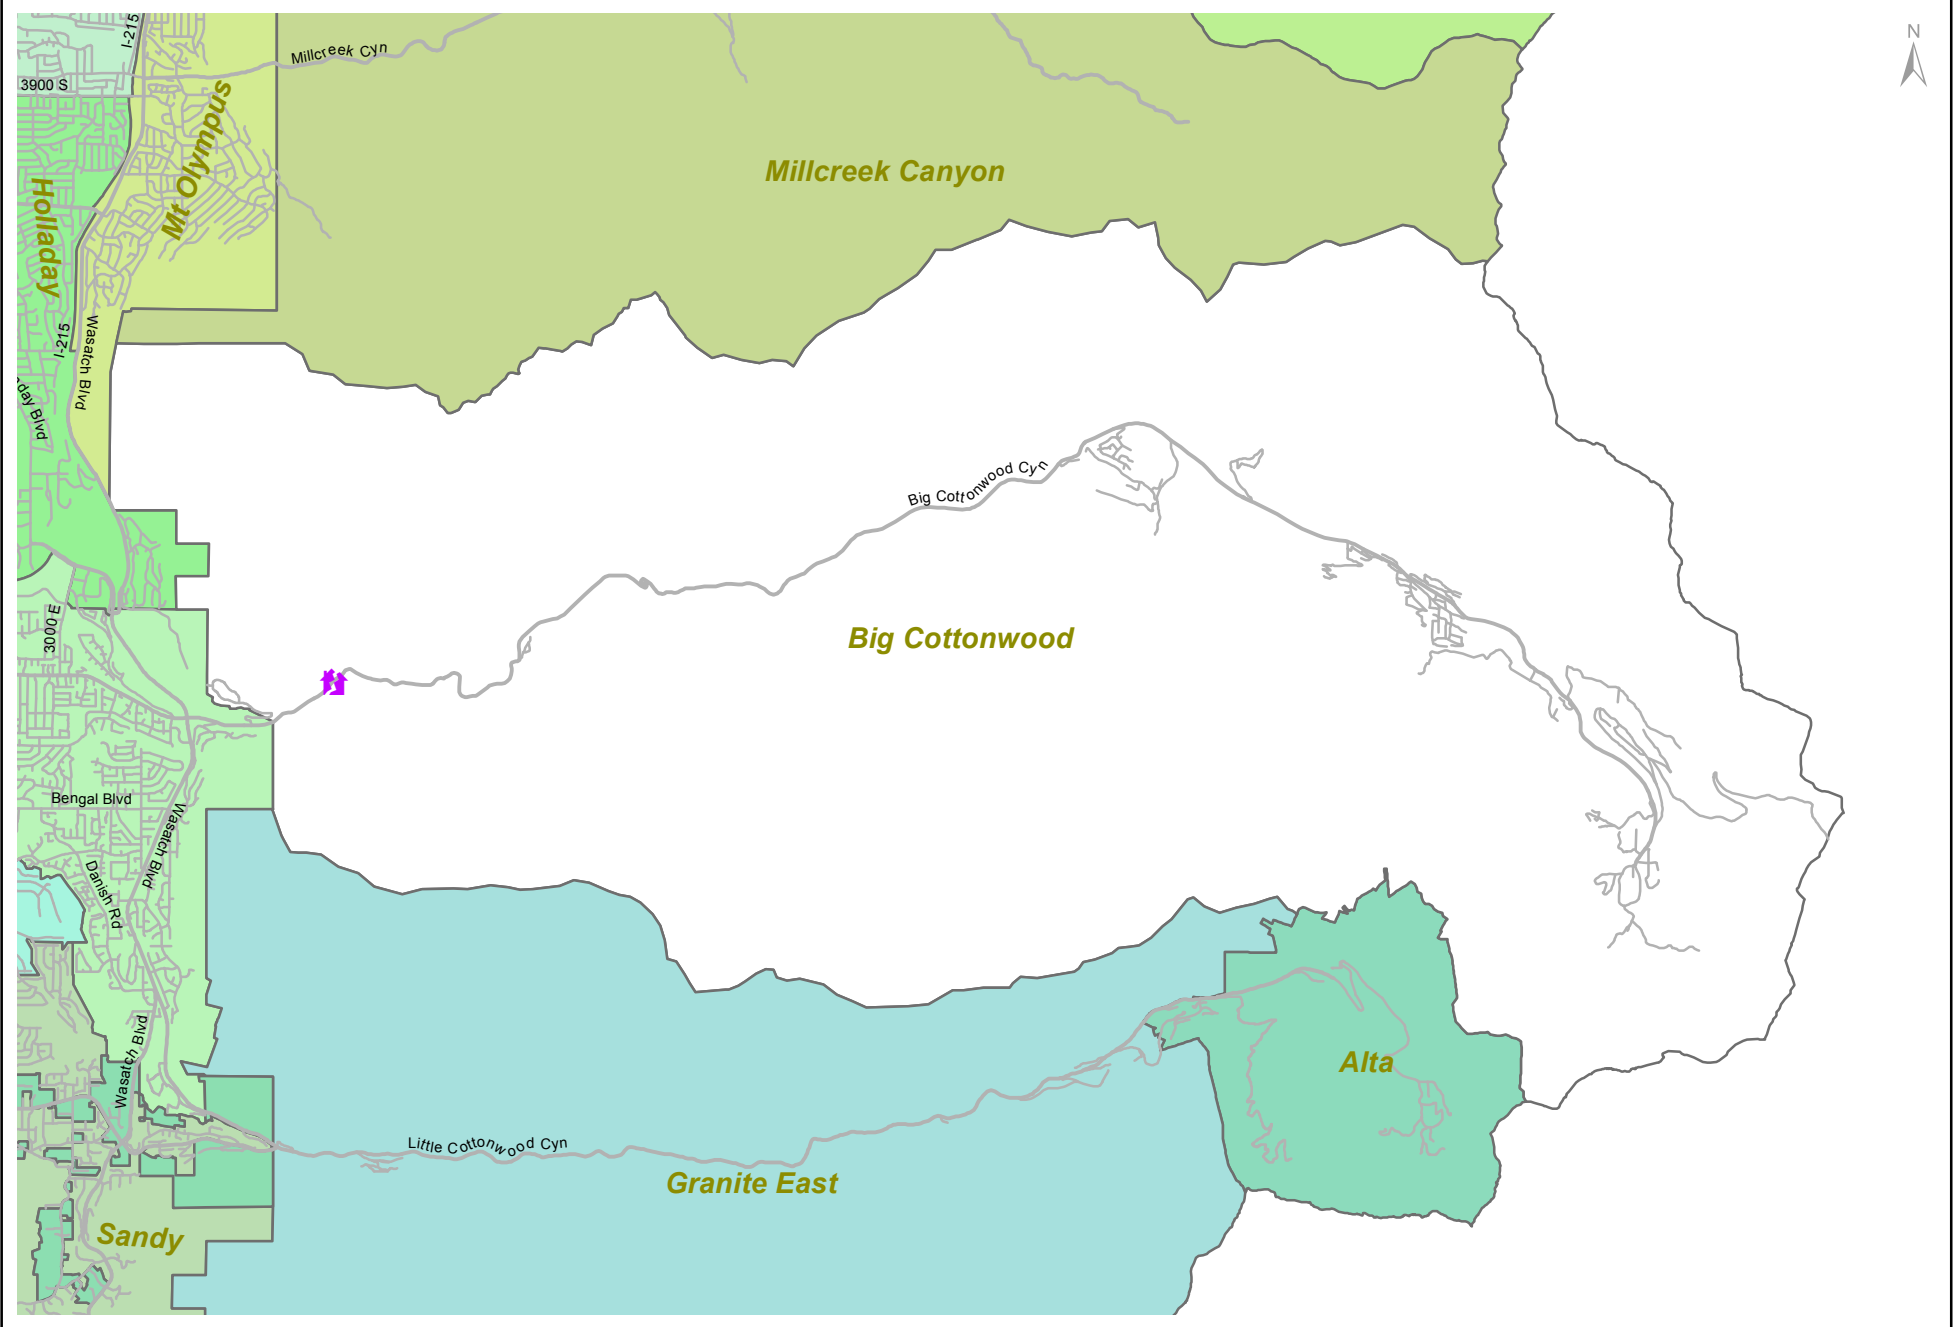 I-215
N
Millcreek Cyn
3900 S
Mt Olympus
Millcreek Canyon
Holladay
I-215
Wasatch Blvd
day Blvd
Big Cottonwood Cyn
3000 E
Big Cottonwood
Bengal Blvd
Wasatch Blvd
Danish Rd
Wasatch Blvd
Alta
Little Cottonwood Cyn
Granite East
Sandy